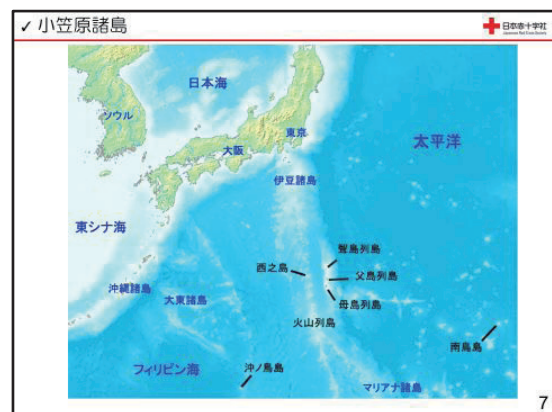 ✓ 小笠原諸島
日本赤十字社
Japanese Red Cross Society
日本海
ソウル
東京
大阪
太平洋
伊豆諸島
東シナ海
聟島列島
西之島
父島列島
沖縄諸島
大東諸島
母島列島
火山列島
南鳥島
フィリピン海
沖ノ鳥島
マリアナ諸島
7